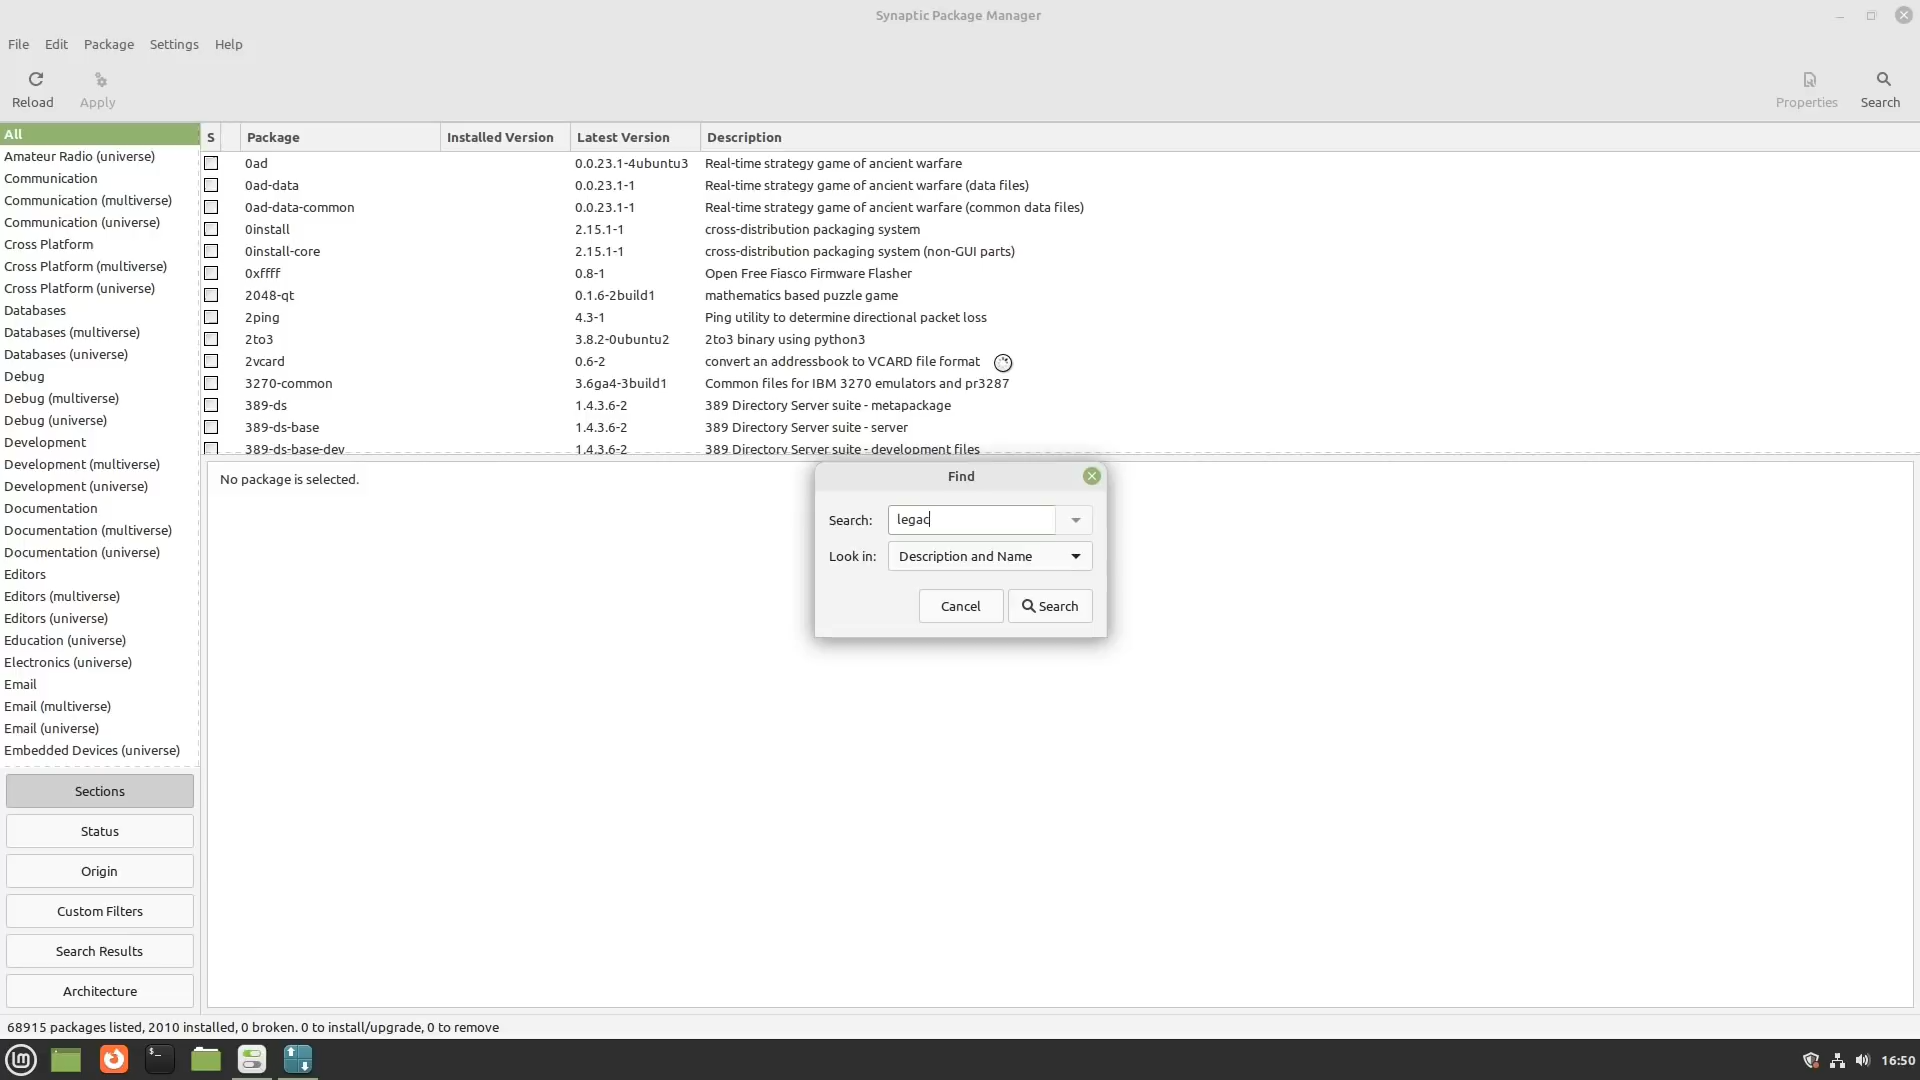 Synaptic Package Manager
File Edit Package Settings Help
Reload Apply Properties Search
S Package Installed Version Latest Version Description
All
Amateur Radio (universe)
Communication
Communication (multiverse)
Communication (universe)
Cross Platform
Cross Platform (multiverse)
Cross Platform (universe)
Databases
Databases (multiverse)
Databases (universe)
Debug
Debug (multiverse)
Debug (universe)
Development
Development (multiverse)
Development (universe)
Documentation
Documentation (multiverse)
Documentation (universe)
Editors
Editors (multiverse)
Editors (universe)
Education (universe)
Electronics (universe)
Email
Email (multiverse)
Email (universe)
Embedded Devices (universe)
Sections
Status
Origin
Custom Filters
Search Results
Architecture
0ad 0.0.23.1-4ubuntu3 Real-time strategy game of ancient warfare
0ad-data 0.0.23.1-1 Real-time strategy game of ancient warfare (data files)
0ad-data-common 0.0.23.1-1 Real-time strategy game of ancient warfare (common data files)
0install 2.15.1-1 cross-distribution packaging system
0install-core 2.15.1-1 cross-distribution packaging system (non-GUI parts)
0xffff 0.8-1 Open Free Fiasco Firmware Flasher
2048-qt 0.1.6-2build1 mathematics based puzzle game
2ping 4.3-1 Ping utility to determine directional packet loss
2to3 3.8.2-0ubuntu2 2to3 binary using python3
2vcard 0.6-2 convert an addressbook to VCARD file format
3270-common 3.6ga4-3build1 Common files for IBM 3270 emulators and pr3287
389-ds 1.4.3.6-2 389 Directory Server suite - metapackage
389-ds-base 1.4.3.6-2 389 Directory Server suite - server
389-ds-base-dev 1.4.3.6-2 389 Directory Server suite - development files
No package is selected.
Find
Search: legac
Look in: Description and Name
Cancel Search
68915 packages listed, 2010 installed, 0 broken. 0 to install/upgrade, 0 to remove
16:50